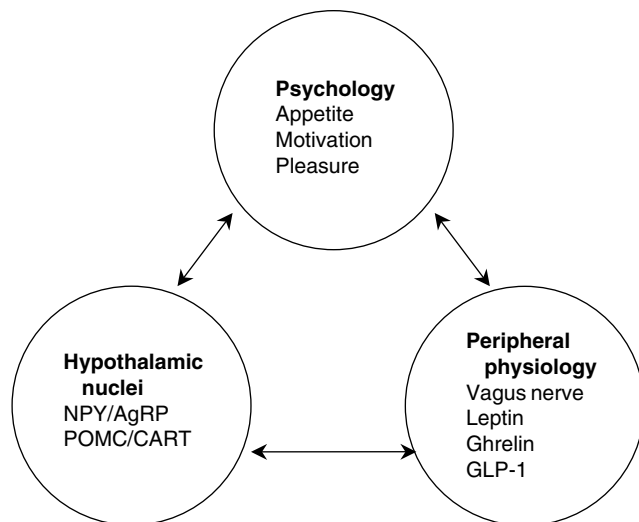 Psychology
Appetite
Motivation
Pleasure
Hypothalamic
nuclei
NPY/AgRP
POMC/CART
Peripheral
physiology
Vagus nerve
Leptin
Ghrelin
GLP-1